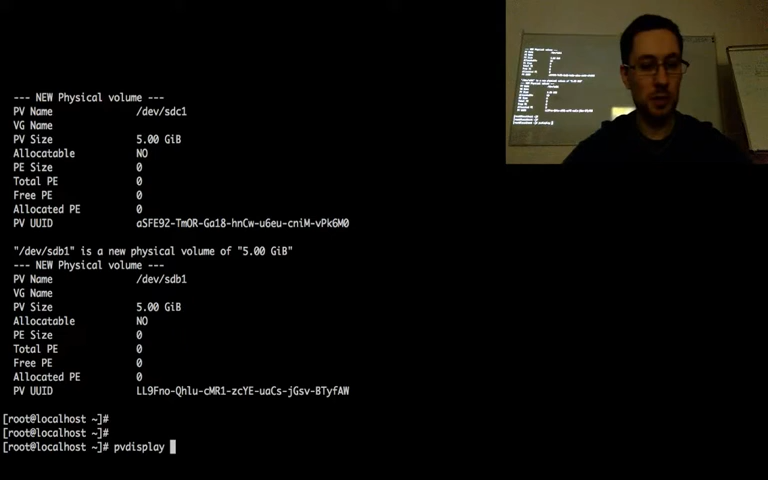 --- NEW Physical volume ---
PV Name /dev/sdc1
VG Name
PV Size 5.00 GiB
Allocatable NO
PE Size 0
Total PE 0
Free PE 0
Allocated PE 0
PV UUID aSFE92-TmOR-Ga18-hnCw-u6eu-cniM-vPk6M0
"/dev/sdb1" is a new physical volume of "5.00 GiB"
--- NEW Physical volume ---
PV Name /dev/sdb1
VG Name
PV Size 5.00 GiB
Allocatable NO
PE Size 0
Total PE 0
Free PE 0
Allocated PE 0
PV UUID LL9Fno-Qhlu-cMR1-zcYE-uaCs-jGsv-BTyfAW
[root@localhost ~]#
[root@localhost ~]#
[root@localhost ~]# pvdisplay